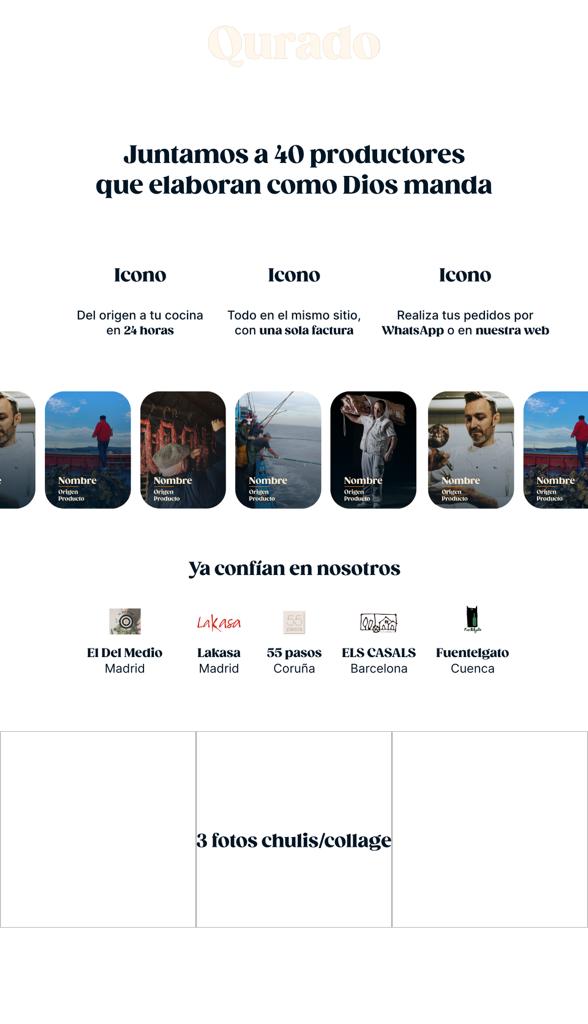 Qurado
Juntamos a 40 productores
que elaboran como Dios manda
Icono
Icono
Icono
Del origen a tu cocina
en 24 horas
Todo en el mismo sitio,
con una sola factura
Realiza tus pedidos por
WhatsApp o en nuestra web
Nombre
Origen
Producto
Nombre
Origen
Producto
Nombre
Origen
Producto
Nombre
Origen
Producto
Nombre
Origen
Producto
Nombre
Origen
Producto
Ya confían en nosotros
Lakasa
55
pasos
El Del Medio
Madrid
Lakasa
Madrid
55 pasos
Coruña
ELS CASALS
Barcelona
Fuentelgato
Cuenca
3 fotos chulis/collage